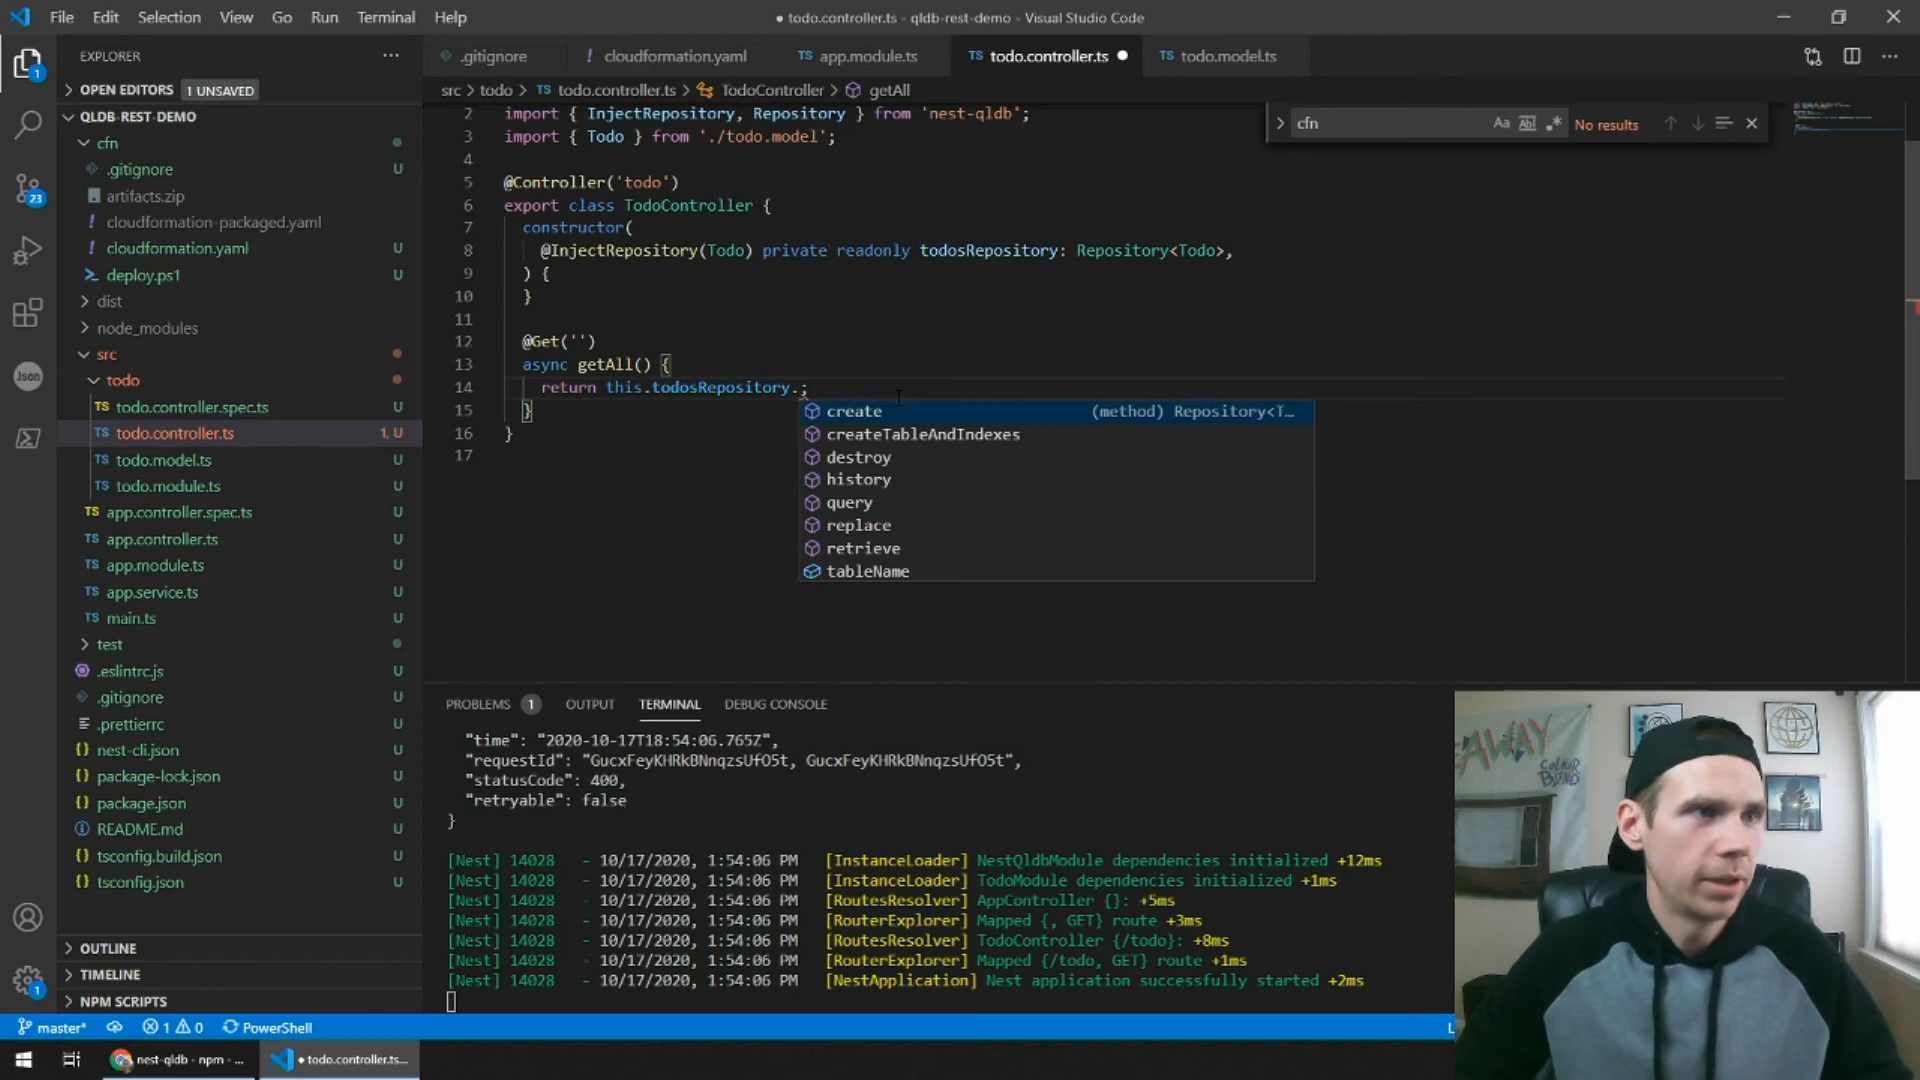 File Edit Selection View Go Run Terminal Help
● todo.controller.ts - qldb-rest-demo - Visual Studio Code
EXPLORER
.gitignore
! cloudformation.yaml
TS app.module.ts
TS todo.controller.ts
TS todo.model.ts
OPEN EDITORS 1 UNSAVED
src > todo > TS todo.controller.ts > TodoController > getAll
QLDB-REST-DEMO
cfn
.gitignore U
artifacts.zip
! cloudformation-packaged.yaml
! cloudformation.yaml U
deploy.ps1 U
dist
node_modules
src
todo
TS todo.controller.spec.ts U
TS todo.controller.ts 1, U
TS todo.model.ts U
TS todo.module.ts U
TS app.controller.spec.ts U
TS app.controller.ts U
TS app.module.ts U
TS app.service.ts U
TS main.ts U
test
.eslintrc.js U
.gitignore U
.prettierrc U
{} nest-cli.json U
{} package-lock.json U
{} package.json U
README.md U
{} tsconfig.build.json U
{} tsconfig.json U
OUTLINE
TIMELINE
NPM SCRIPTS
1
23
Json
1
cfn
Aa Abl .* No results
2 import { InjectRepository, Repository } from 'nest-qldb';
3 import { Todo } from './todo.model';
4
5 @Controller('todo')
6 export class TodoController {
7 constructor(
8 @InjectRepository(Todo) private readonly todosRepository: Repository<Todo>,
9 ) {
10 }
11
12 @Get('')
13 async getAll() {
14 return this.todosRepository.;
15 }
16 }
17
create (method) Repository<T…
createTableAndIndexes
destroy
history
query
replace
retrieve
tableName
PROBLEMS 1 OUTPUT TERMINAL DEBUG CONSOLE
"time": "2020-10-17T18:54:06.765Z",
"requestId": "GucxFeyKHRkBNnqzsUfO5t, GucxFeyKHRkBNnqzsUfO5t",
"statusCode": 400,
"retryable": false
}
[Nest] 14028 - 10/17/2020, 1:54:06 PM [InstanceLoader] NestQldbModule dependencies initialized +12ms
[Nest] 14028 - 10/17/2020, 1:54:06 PM [InstanceLoader] TodoModule dependencies initialized +1ms
[Nest] 14028 - 10/17/2020, 1:54:06 PM [RoutesResolver] AppController {}: +5ms
[Nest] 14028 - 10/17/2020, 1:54:06 PM [RouterExplorer] Mapped {, GET} route +3ms
[Nest] 14028 - 10/17/2020, 1:54:06 PM [RoutesResolver] TodoController {/todo}: +8ms
[Nest] 14028 - 10/17/2020, 1:54:06 PM [RouterExplorer] Mapped {/todo, GET} route +1ms
[Nest] 14028 - 10/17/2020, 1:54:06 PM [NestApplication] Nest application successfully started +2ms
AWAY
COLOUR
master* 1 0 PowerShell
L
nest-qldb - npm - ...
● todo.controller.ts...